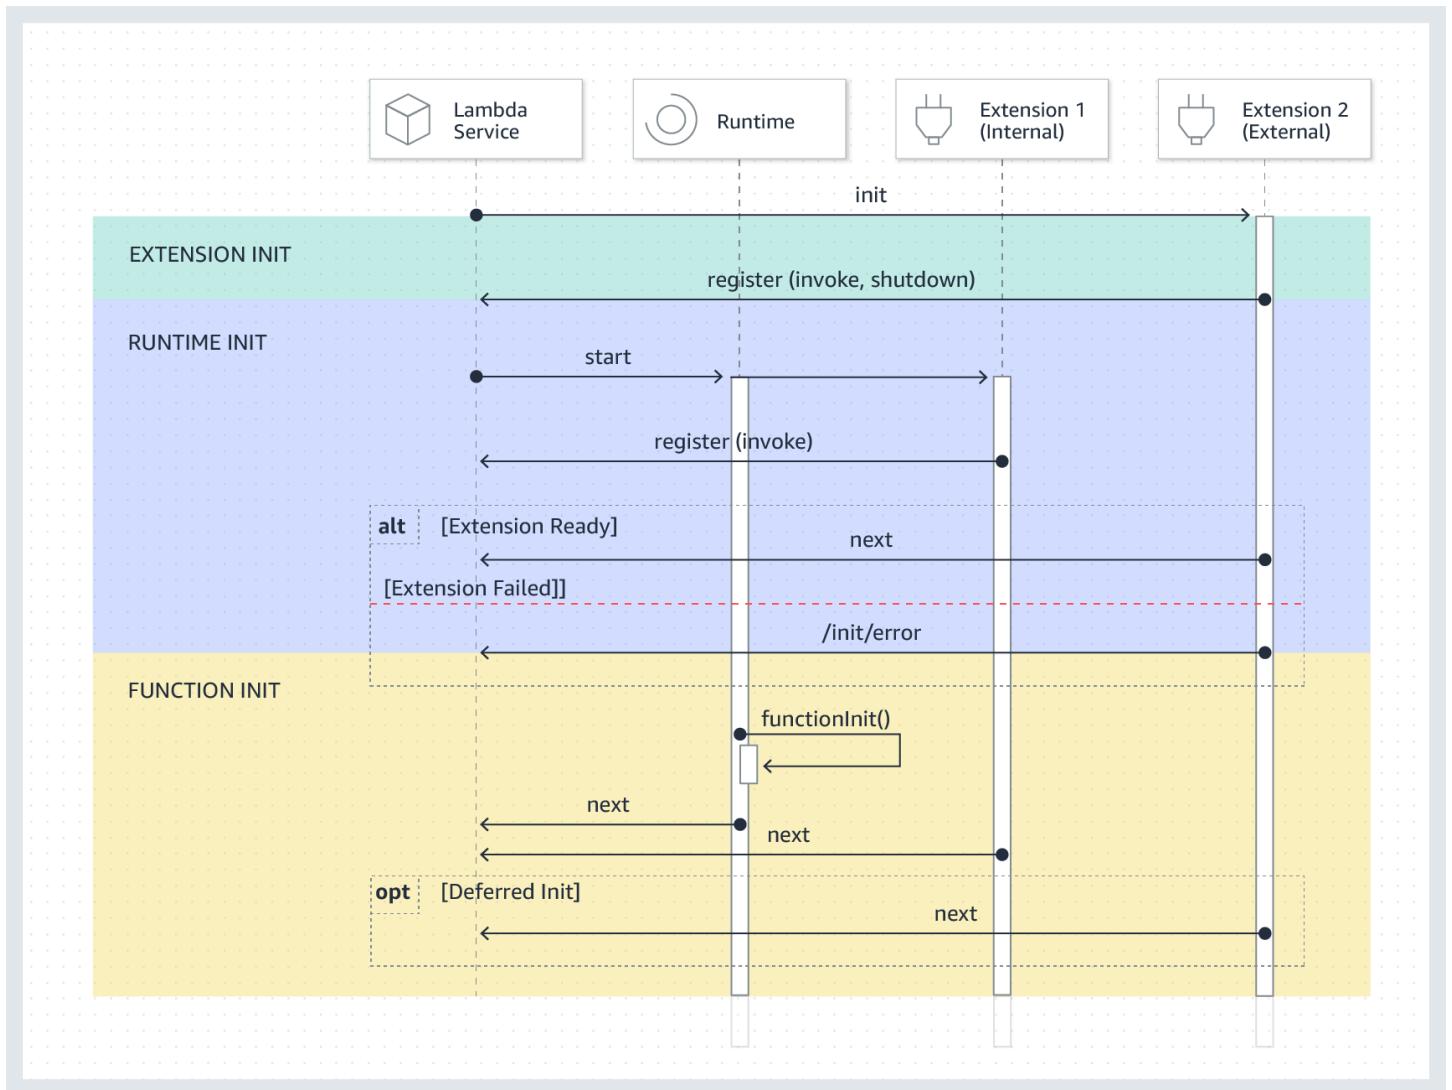 Lambda
Service
Runtime
Extension 1
(Internal)
Extension 2
(External)
init
EXTENSION INIT
register (invoke, shutdown)
RUNTIME INIT
start
register (invoke)
alt [Extension Ready]
next
[Extension Failed]]
/init/error
FUNCTION INIT
functionInit()
next
next
opt [Deferred Init]
next